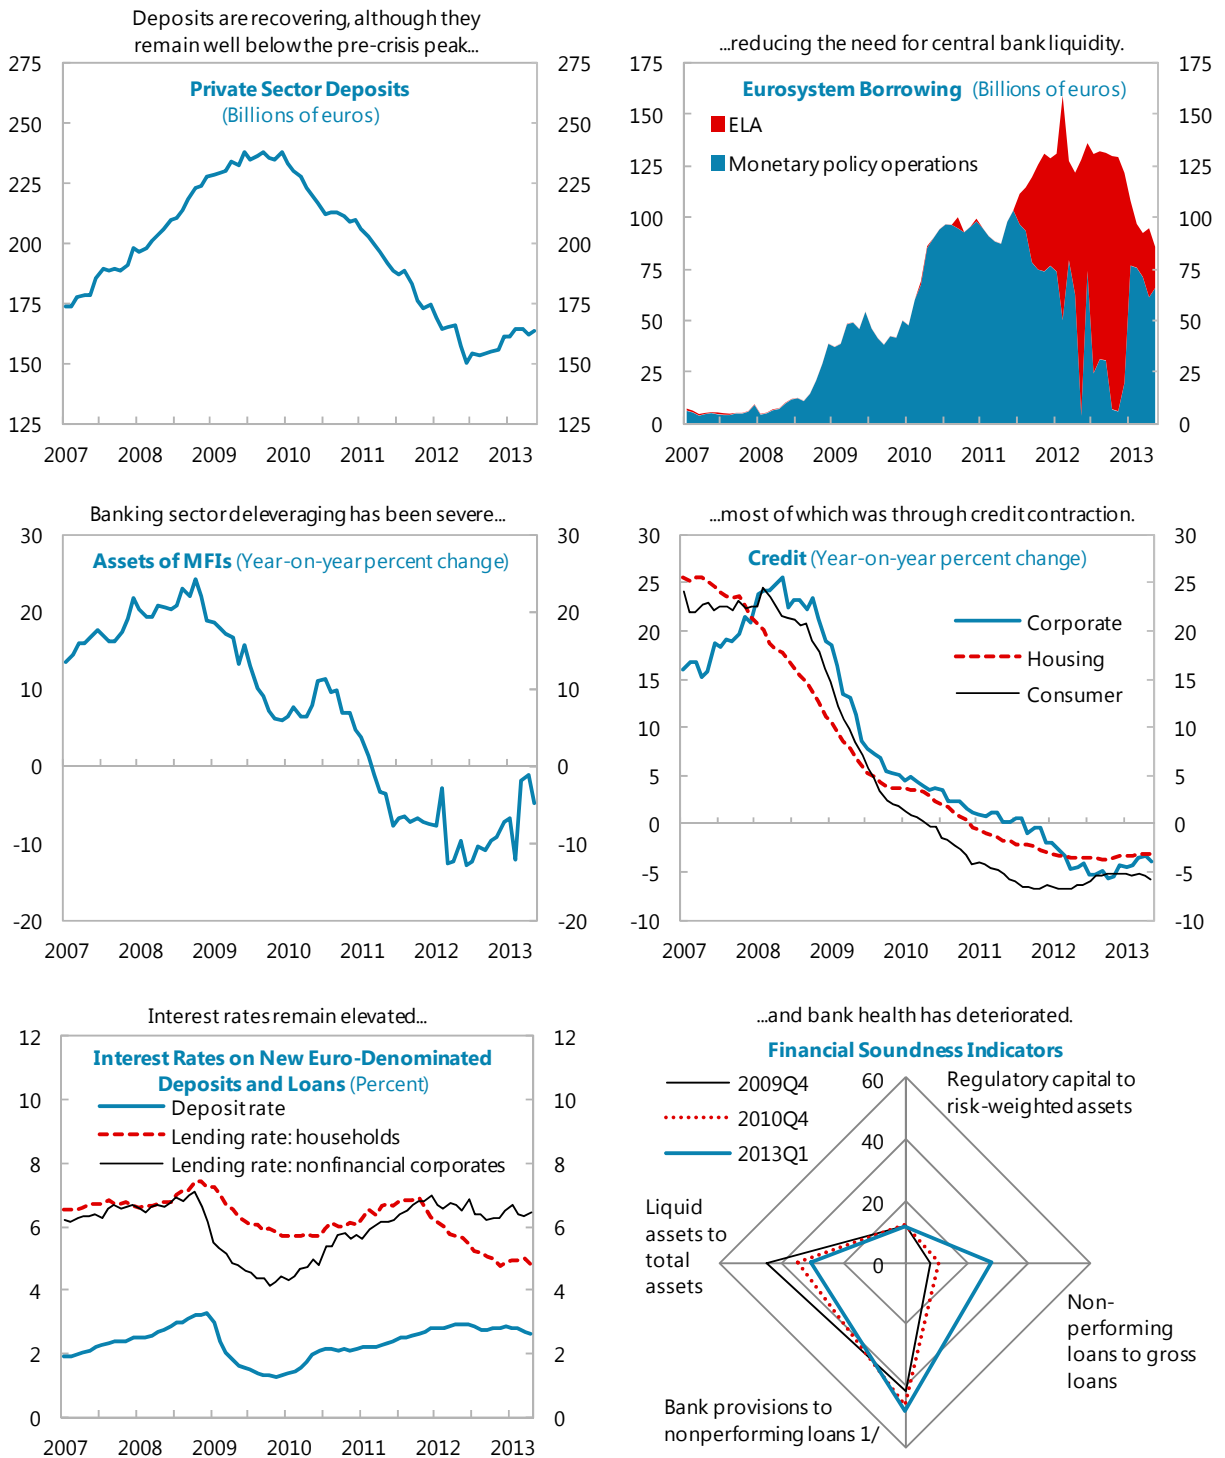 Deposits are recovering, although they
remain well below the pre-crisis peak...
275
275
Private Sector Deposits
(Billions of euros)
250
250
225
225
200
200
175
175
150
150
125
125
2007 2008 2009 2010 2011 2012 2013
...reducing the need for central bank liquidity.
175
175
Eurosystem Borrowing (Billions of euros)
150
150
ELA
Monetary policy operations
125
125
100
100
75
75
50
50
25
25
0
0
2007 2008 2009 2010 2011 2012 2013
Banking sector deleveraging has been severe...
30
30
Assets of MFIs (Year-on-year percent change)
20
20
10
10
0
0
-10
-10
-20
-20
2007 2008 2009 2010 2011 2012 2013
...most of which was through credit contraction.
30
30
Credit (Year-on-year percent change)
25
25
Corporate
Housing
Consumer
20
20
15
15
10
10
5
5
0
0
-5
-5
-10
-10
2007 2008 2009 2010 2011 2012 2013
Interest rates remain elevated...
12
12
Interest Rates on New Euro-Denominated
Deposits and Loans (Percent)
10
10
Deposit rate
Lending rate: households
Lending rate: nonfinancial corporates
8
8
6
6
4
4
2
2
0
0
2007 2008 2009 2010 2011 2012 2013
...and bank health has deteriorated.
Financial Soundness Indicators
2009Q4
2010Q4
2013Q1
60
40
20
0
Regulatory capital to
risk-weighted assets
Liquid
assets to
total
assets
Non-
performing
loans to gross
loans
Bank provisions to
nonperforming loans 1/